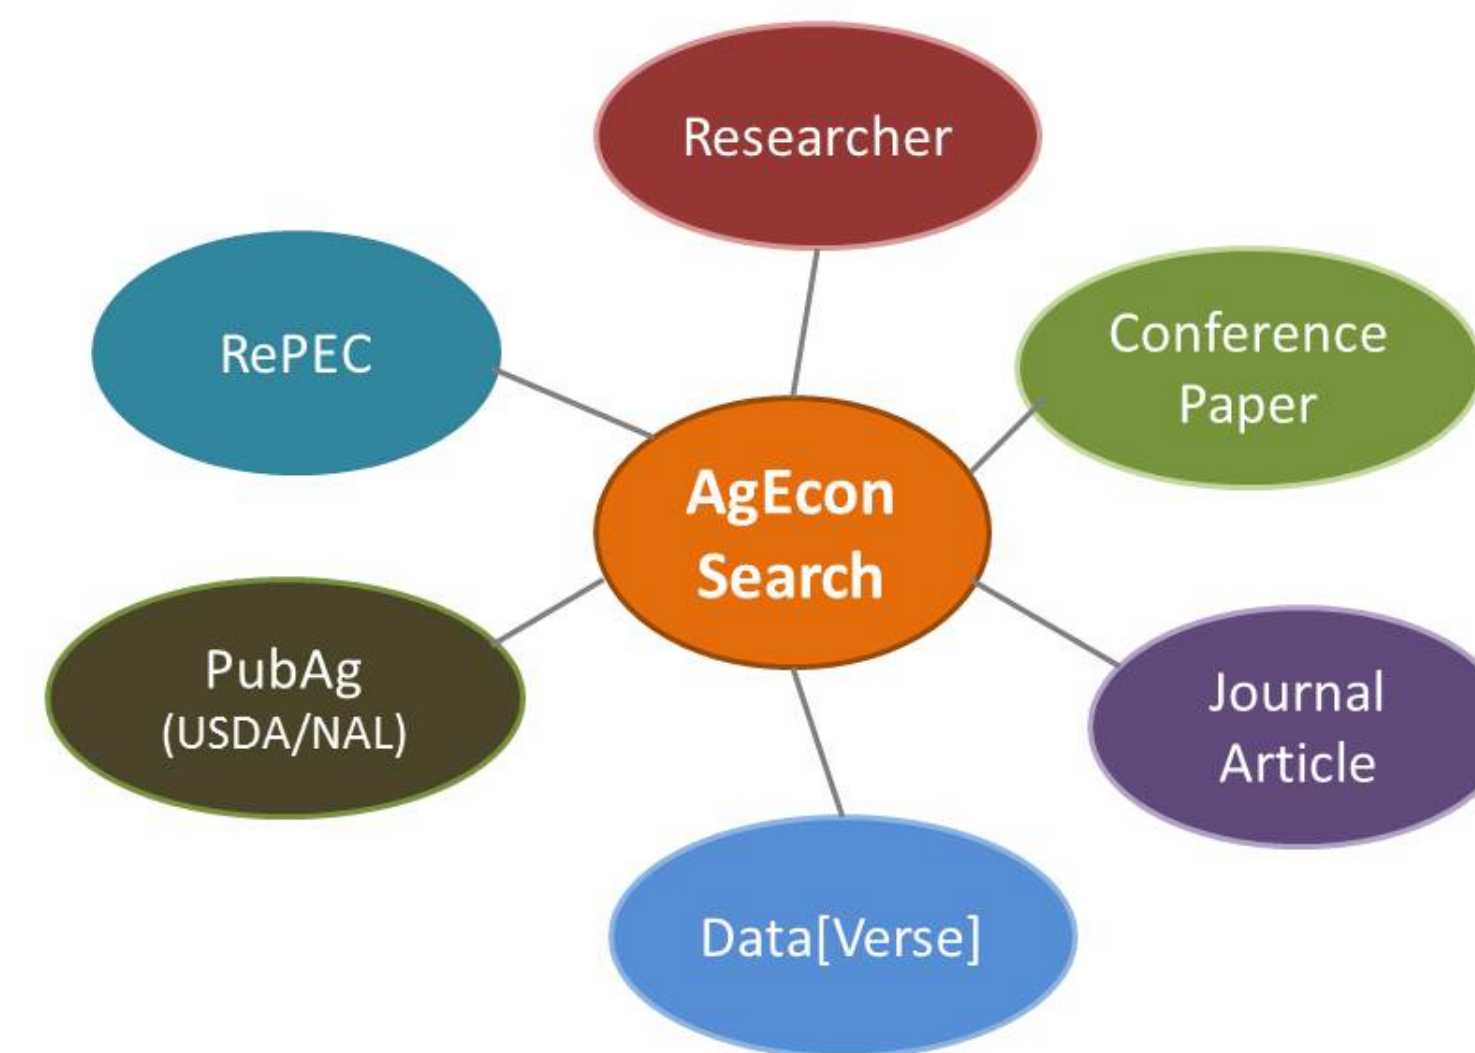 Researcher
RePEC
Conference
Paper
AgEcon
Search
PubAg
(USDA/NAL)
Journal
Article
Data[Verse]